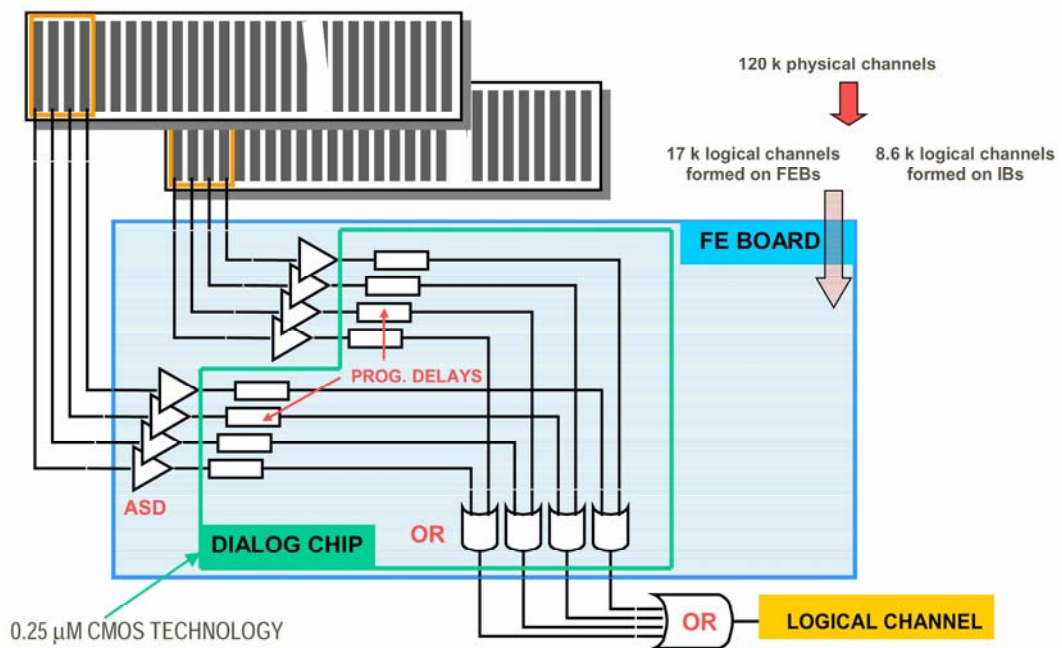 120 k physical channels
17 k logical channels
formed on FEBs
8.6 k logical channels
formed on IBs
FE BOARD
PROG. DELAYS
ASD
OR
DIALOG CHIP
0.25 μM CMOS TECHNOLOGY
OR
LOGICAL CHANNEL